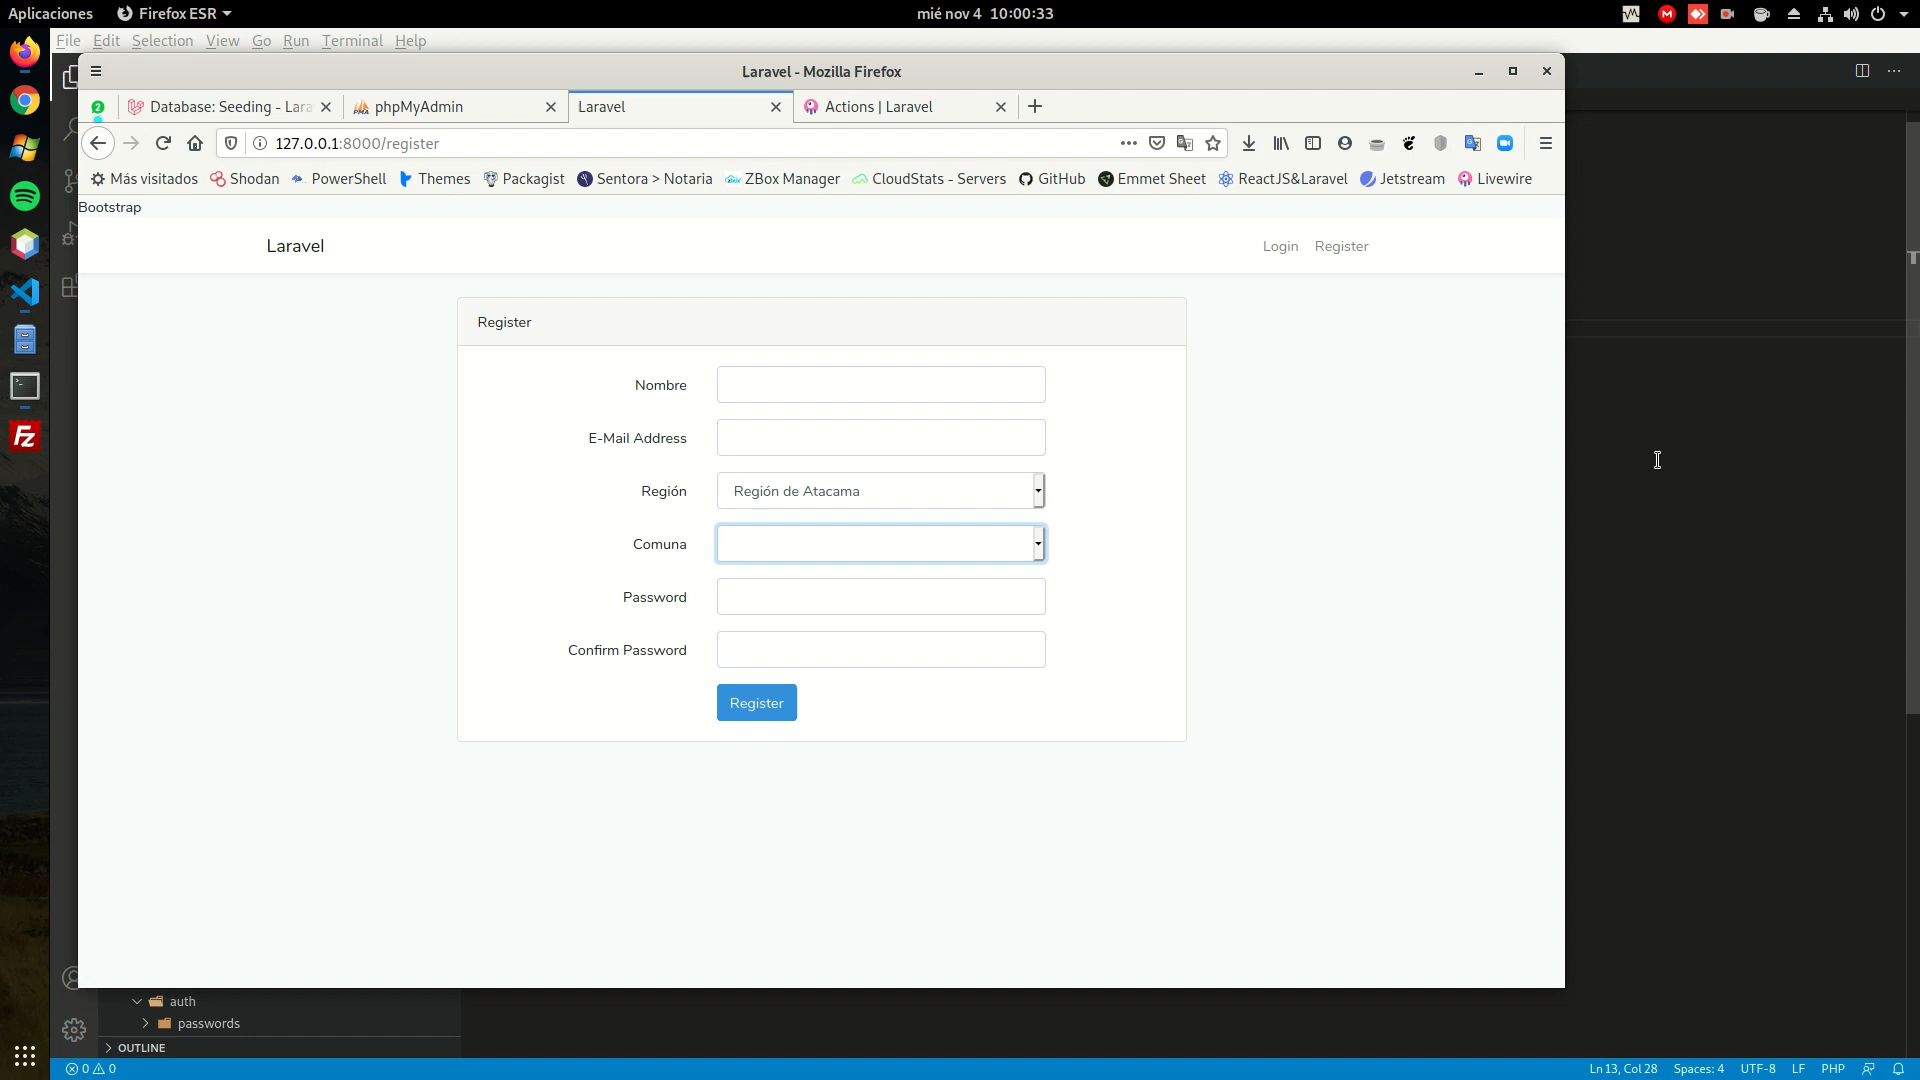 Aplicaciones
Firefox ESR
mié nov 4 10:00:33
File Edit Selection View Go Run Terminal Help
Laravel - Mozilla Firefox
2
Database: Seeding - Lara
phpMyAdmin
Laravel
Actions | Laravel
127.0.0.1:8000/register
Más visitados
Shodan
PowerShell
Themes
Packagist
Sentora > Notaria
ZBox Manager
CloudStats - Servers
GitHub
Emmet Sheet
ReactJS&Laravel
Jetstream
Livewire
Bootstrap
Laravel
Login
Register
Register
Nombre
E-Mail Address
Región
Región de Atacama
Comuna
Password
Confirm Password
Register
auth
passwords
OUTLINE
0 0
Ln 13, Col 28
Spaces: 4
UTF-8
LF
PHP